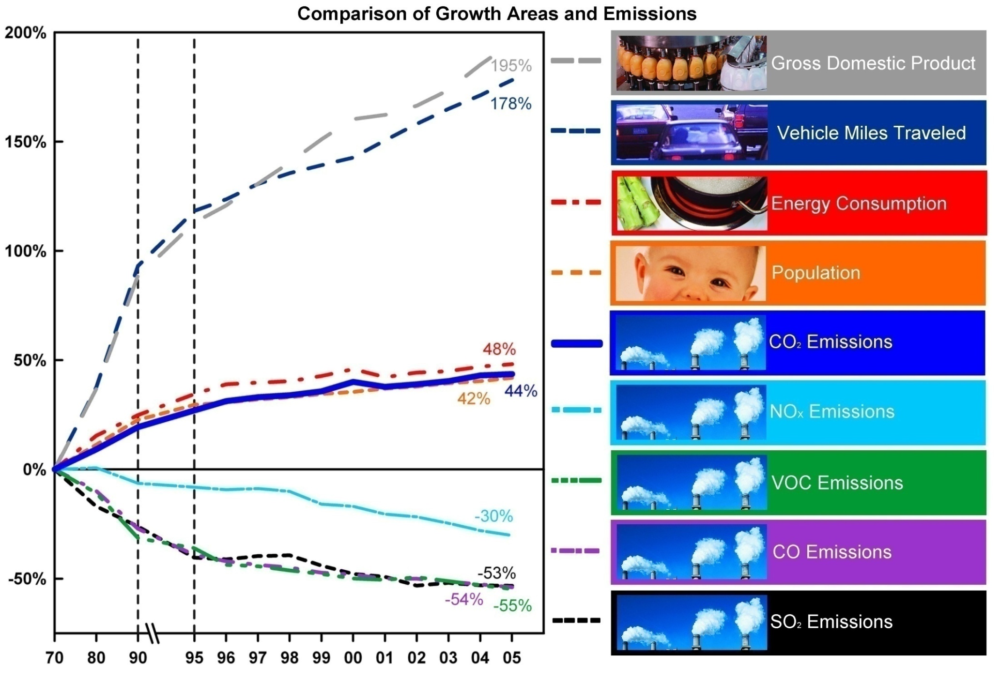 Comparison of Growth Areas and Emissions
200%
150%
100%
50%
0%
-50%
195%
178%
48%
42%
44%
-30%
-53%
-54%
-55%
70 80 90 95 96 97 98 99 00 01 02 03 04 05
Gross Domestic Product
Vehicle Miles Traveled
Energy Consumption
Population
CO₂ Emissions
NOx Emissions
VOC Emissions
CO Emissions
SO₂ Emissions